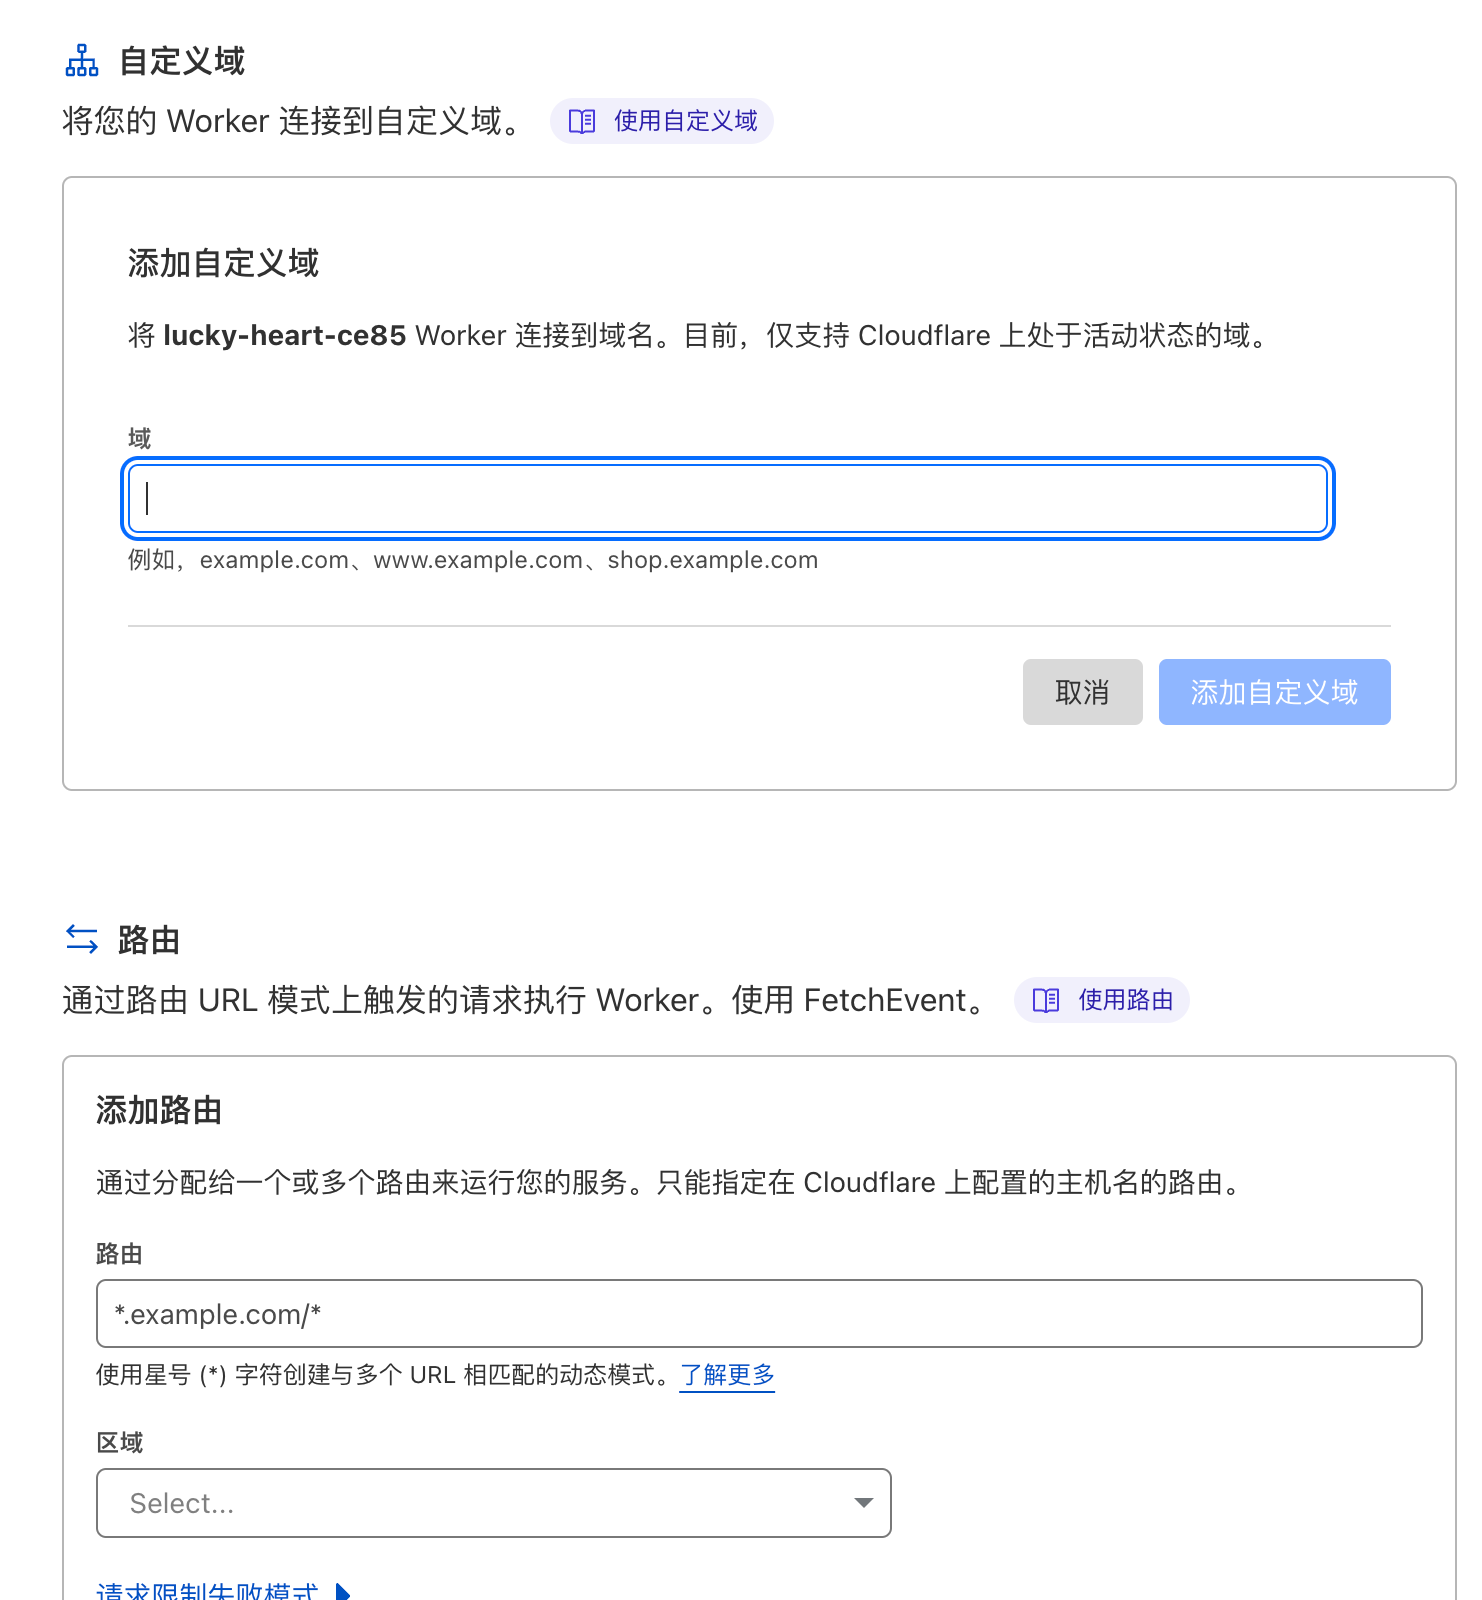 自定义域
将您的 Worker 连接到自定义域。 使用自定义域
添加自定义域
将 lucky-heart-ce85 Worker 连接到域名。目前，仅支持 Cloudflare 上处于活动状态的域。
域
例如，example.com、www.example.com、shop.example.com
取消 添加自定义域
路由
通过路由 URL 模式上触发的请求执行 Worker。使用 FetchEvent。 使用路由
添加路由
通过分配给一个或多个路由来运行您的服务。只能指定在 Cloudflare 上配置的主机名的路由。
路由
*.example.com/*
使用星号 (*) 字符创建与多个 URL 相匹配的动态模式。了解更多
区域
Select...
请求限制失败模式